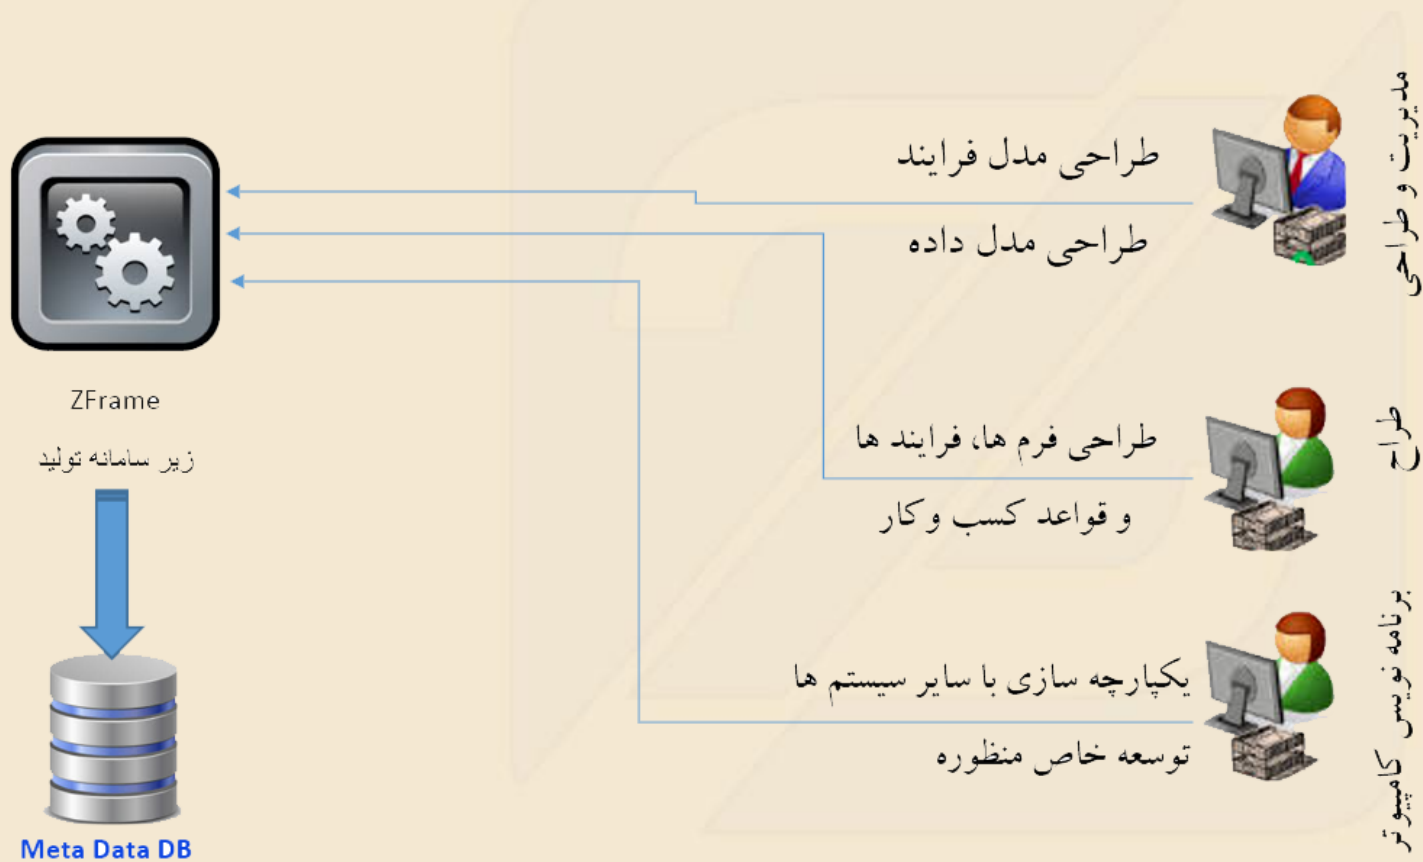 مدیریت و طراحی
طراحی مدل فرایند
طراحی مدل داده
طراح
طراحی فرم ها، فرایند ها
و قواعد کسب وکار
برنامه نویس کامپیوتر
یکپارچه سازی با سایر سیستم ها
توسعه خاص منظوره
ZFrame
زیر سامانه تولید
Meta Data DB